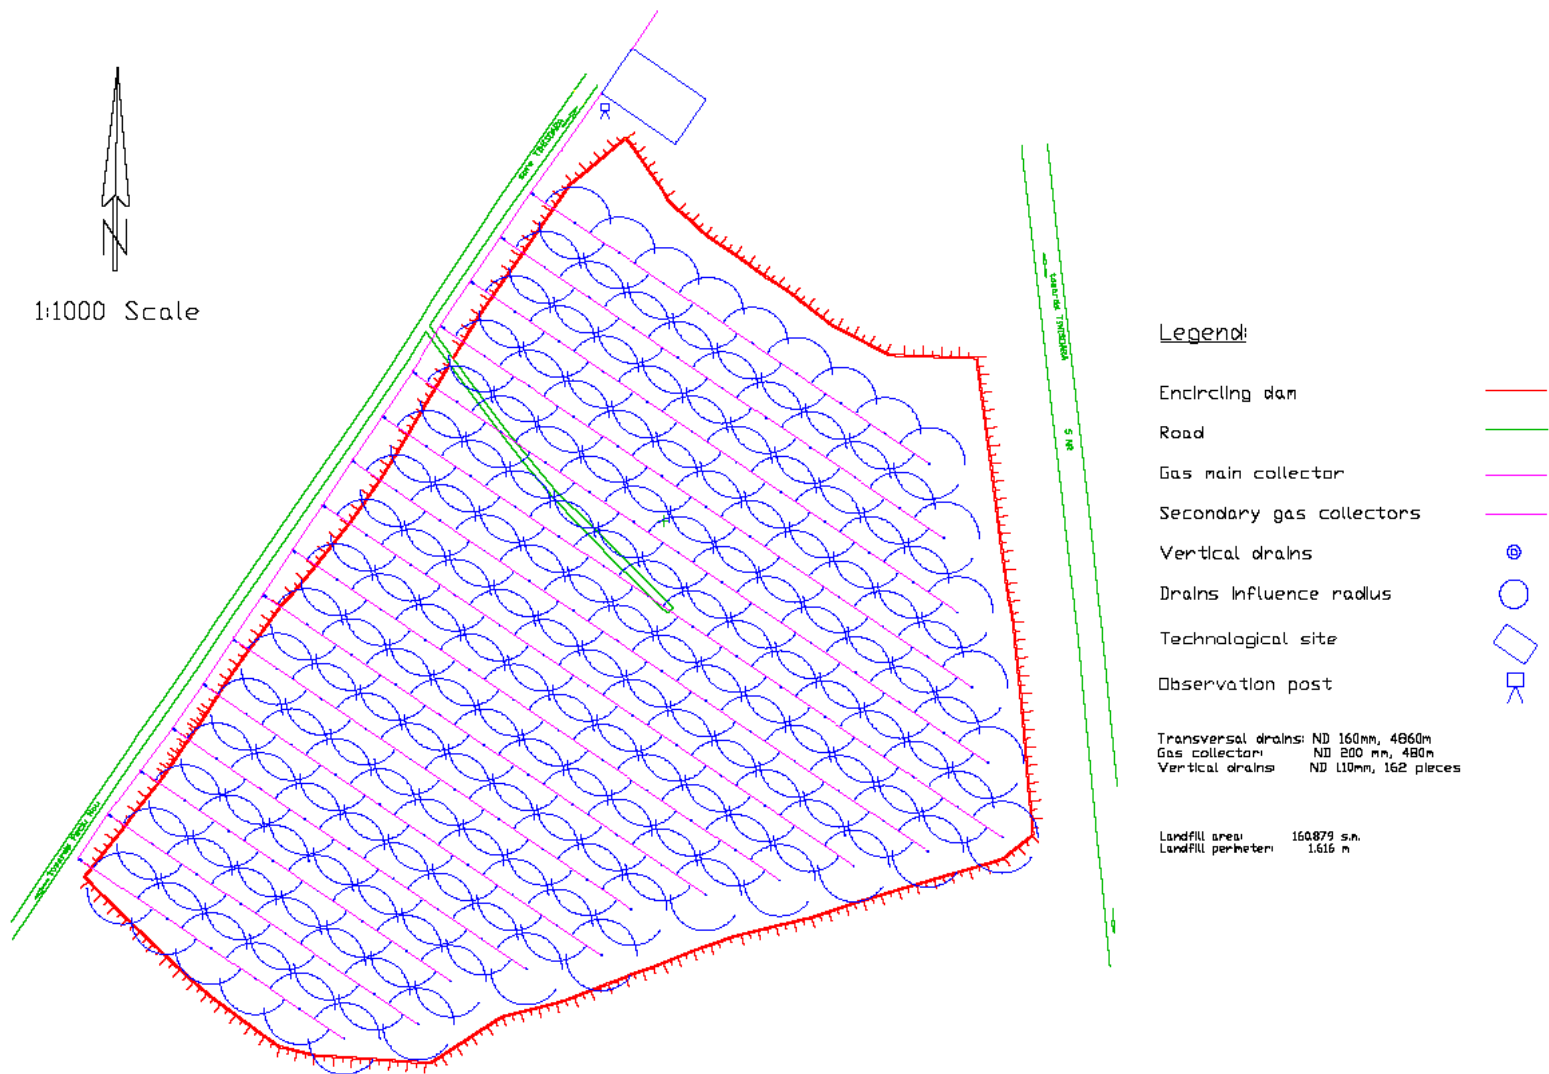 N
1:1000 Scale
5 NR
Legend:
Encircling dam
Road
Gas main collector
Secondary gas collectors
Vertical drains
Drains influence radius
Technological site
Observation post
Transversal drains: ND 160mm, 4860m
Gas collector: ND 200 mm, 480m
Vertical drains ND 110mm, 162 pieces
Landfill area: 160.879 s.m.
Landfill perimeter: 1.616 m